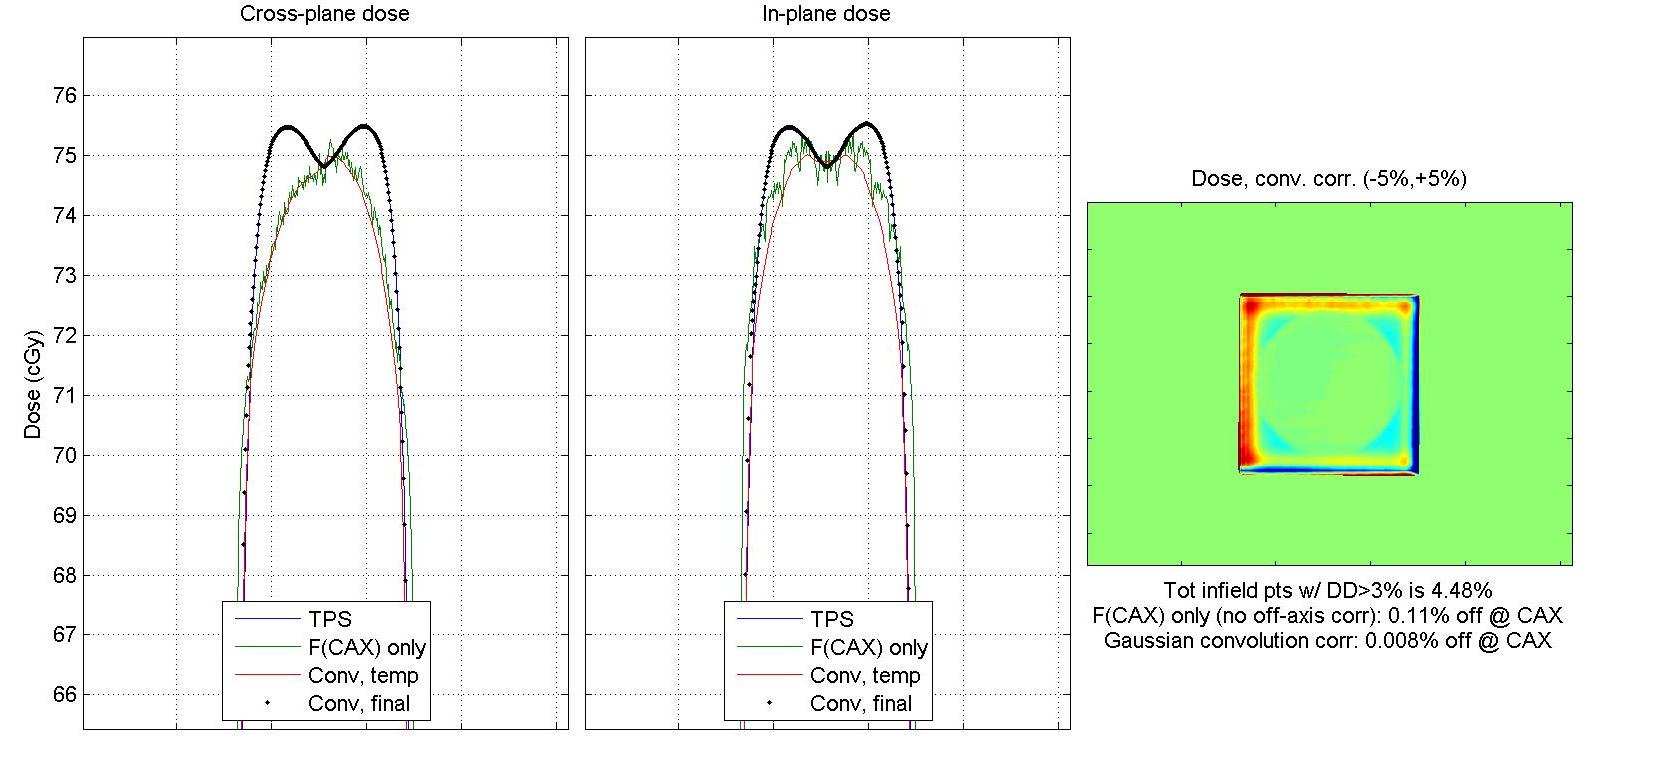 Cross-plane dose
In-plane dose
76
75
74
73
72
71
70
69
68
67
66
Dose (cGy)
TPS
F(CAX) only
Conv, temp
Conv, final
TPS
F(CAX) only
Conv, temp
Conv, final
Dose, conv. corr. (-5%,+5%)
Tot infield pts w/ DD>3% is 4.48%
F(CAX) only (no off-axis corr): 0.11% off @ CAX
Gaussian convolution corr: 0.008% off @ CAX